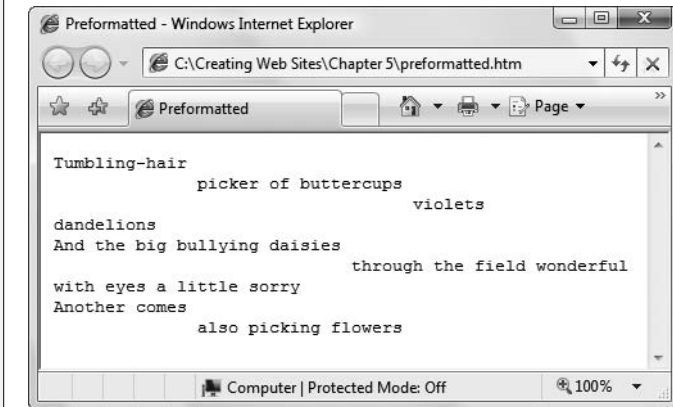 Preformatted - Windows Internet Explorer
C:\Creating Web Sites\Chapter 5\preformatted.htm
Preformatted
Page
Tumbling-hair
picker of buttercups
violets
dandelions
And the big bullying daisies
through the field wonderful
with eyes a little sorry
Another comes
also picking flowers
Computer | Protected Mode: Off
100%